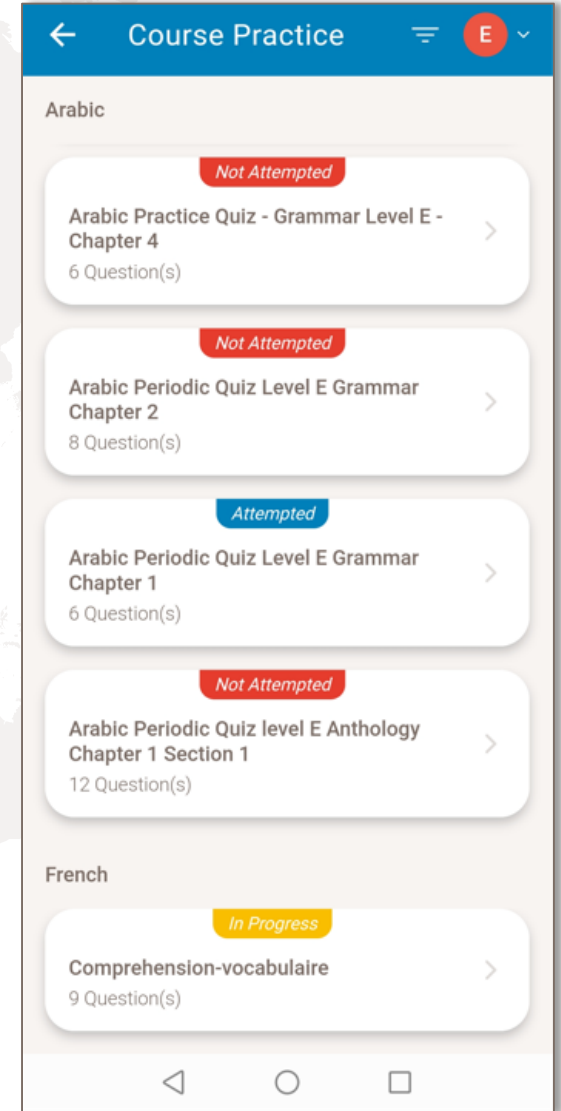 Course Practice
E
Arabic
Not Attempted
Arabic Practice Quiz - Grammar Level E -
Chapter 4
6 Question(s)
Not Attempted
Arabic Periodic Quiz Level E Grammar
Chapter 2
8 Question(s)
Attempted
Arabic Periodic Quiz Level E Grammar
Chapter 1
6 Question(s)
Not Attempted
Arabic Periodic Quiz level E Anthology
Chapter 1 Section 1
12 Question(s)
French
In Progress
Comprehension-vocabulaire
9 Question(s)